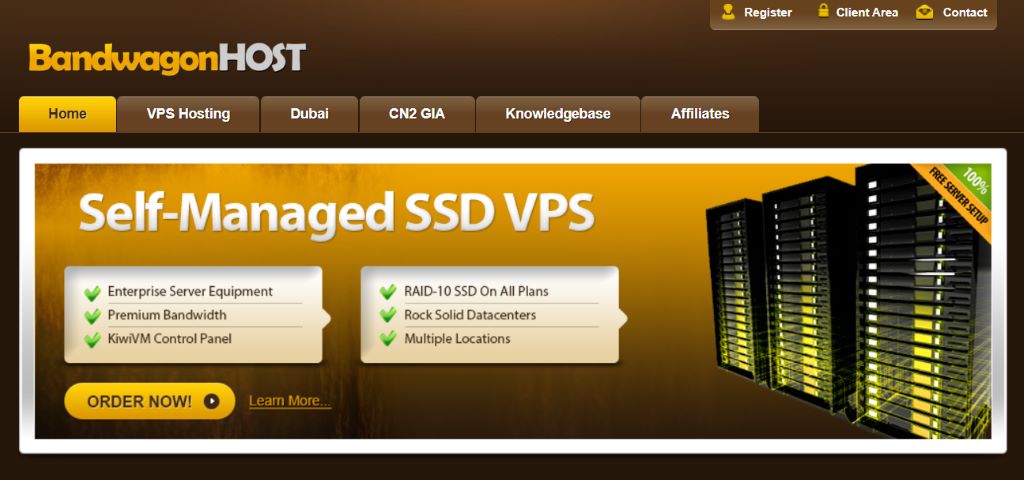 Register
Client Area
Contact
BandwagonHOST
Home
VPS Hosting
Dubai
CN2 GIA
Knowledgebase
Affiliates
Self-Managed SSD VPS
100%
FREE SERVER SETUP
Enterprise Server Equipment
Premium Bandwidth
KiwiVM Control Panel
RAID-10 SSD On All Plans
Rock Solid Datacenters
Multiple Locations
ORDER NOW!
Learn More...